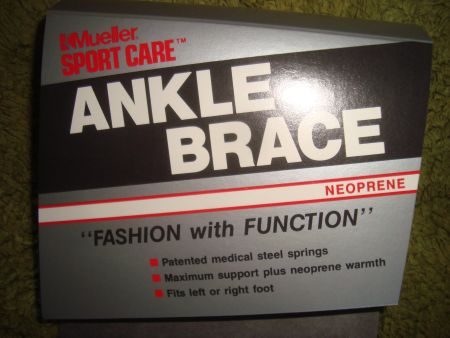 Mueller
SPORT CARE™
ANKLE
BRACE
NEOPRENE
"FASHION with FUNCTION"
Patented medical steel springs
Maximum support plus neoprene warmth
Fits left or right foot